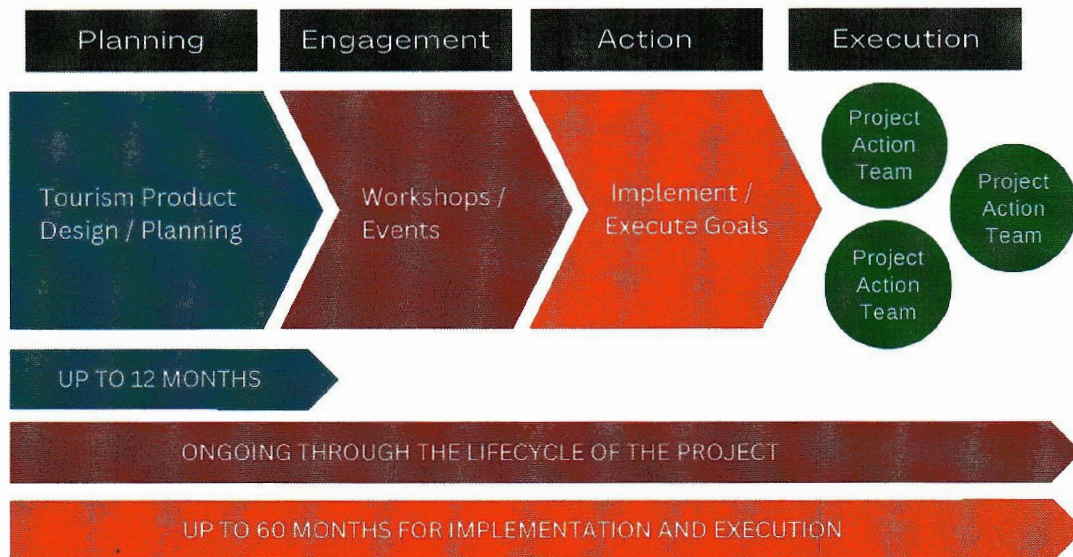 Planning
Engagement
Action
Execution
Tourism Product
Design / Planning
Workshops /
Events
Implement /
Execute Goals
Project
Action
Team
Project
Action
Team
Project
Action
Team
UP TO 12 MONTHS
ONGOING THROUGH THE LIFECYCLE OF THE PROJECT
UP TO 60 MONTHS FOR IMPLEMENTATION AND EXECUTION